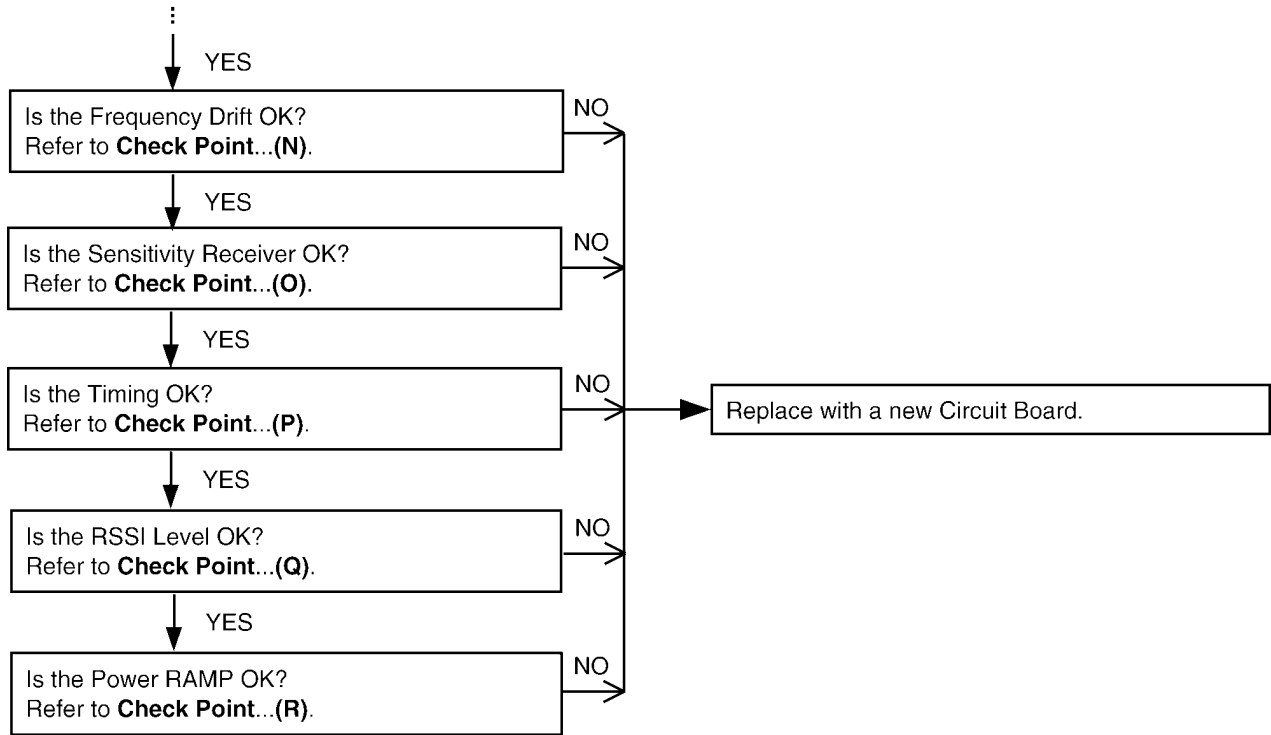 ⋮
YES
Is the Frequency Drift OK?
Refer to Check Point...(N).
NO
YES
Is the Sensitivity Receiver OK?
Refer to Check Point...(O).
NO
YES
Is the Timing OK?
Refer to Check Point...(P).
NO
Replace with a new Circuit Board.
YES
Is the RSSI Level OK?
Refer to Check Point...(Q).
NO
YES
Is the Power RAMP OK?
Refer to Check Point...(R).
NO